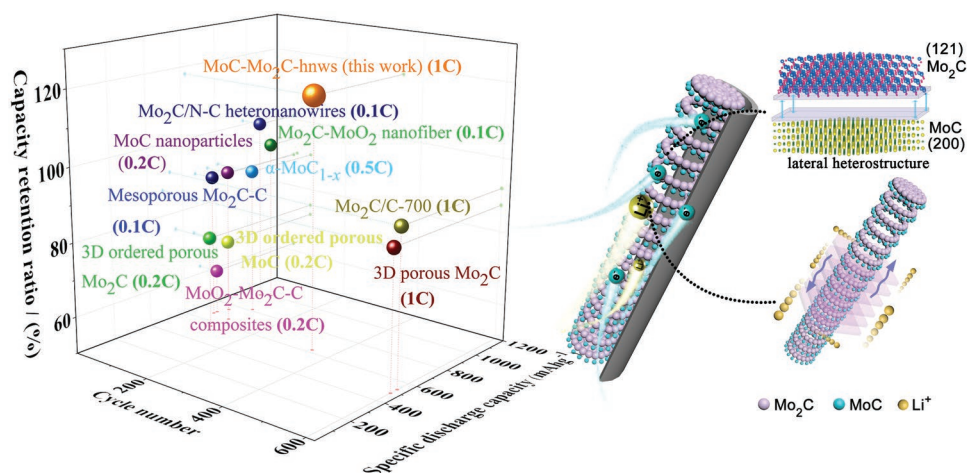 Capacity retention ratio / (%)
120
100
80
60
MoC-Mo₂C-hnws (this work) (1C)
Mo₂C/N-C heteronanowires (0.1C)
Mo₂C-MoO₂ nanofiber (0.1C)
MoC nanoparticles
(0.2C)
α-MoC₁₋ₓ (0.5C)
Mesoporous Mo₂C-C
(0.1C)
Mo₂C/C-700 (1C)
3D ordered porous
Mo₂C (0.2C)
3D ordered porous
MoC (0.2C)
3D porous Mo₂C
(1C)
MoO₂-Mo₂C-C
composites (0.2C)
200
400
600
Cycle number
200
400
600
800
1000
1200
Specific discharge capacity /(mAhg⁻¹)
e
e
Li⁺
e
e
(121)
Mo₂C
MoC
(200)
lateral heterostructure
Mo₂C
MoC
Li⁺